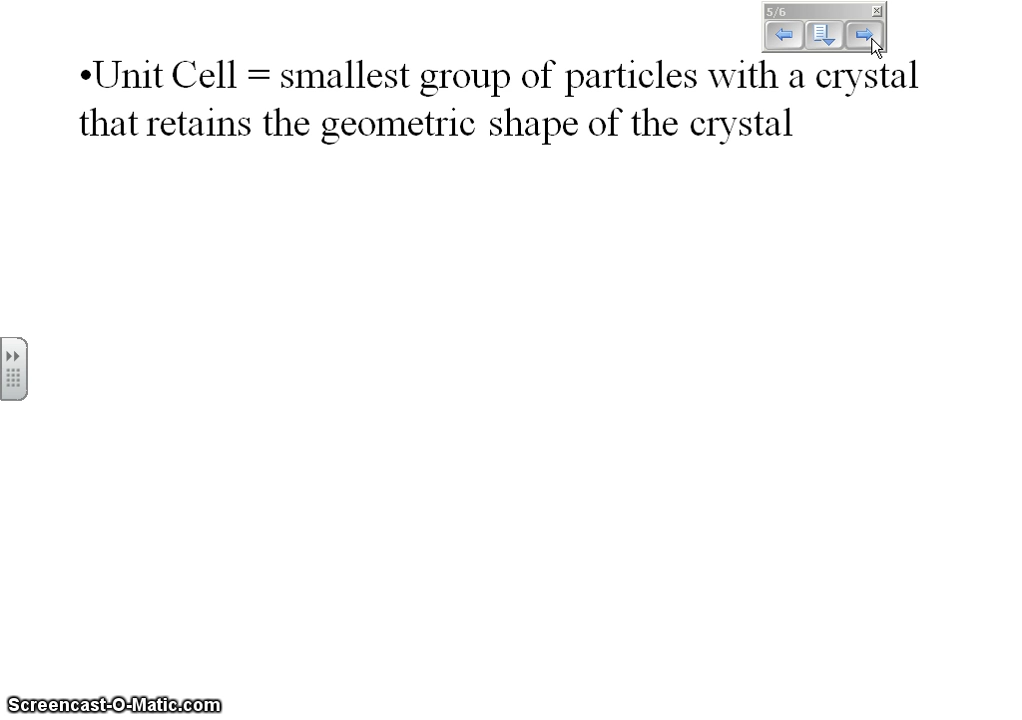 5/6
•Unit Cell = smallest group of particles with a crystal
that retains the geometric shape of the crystal
Screencast-O-Matic.com